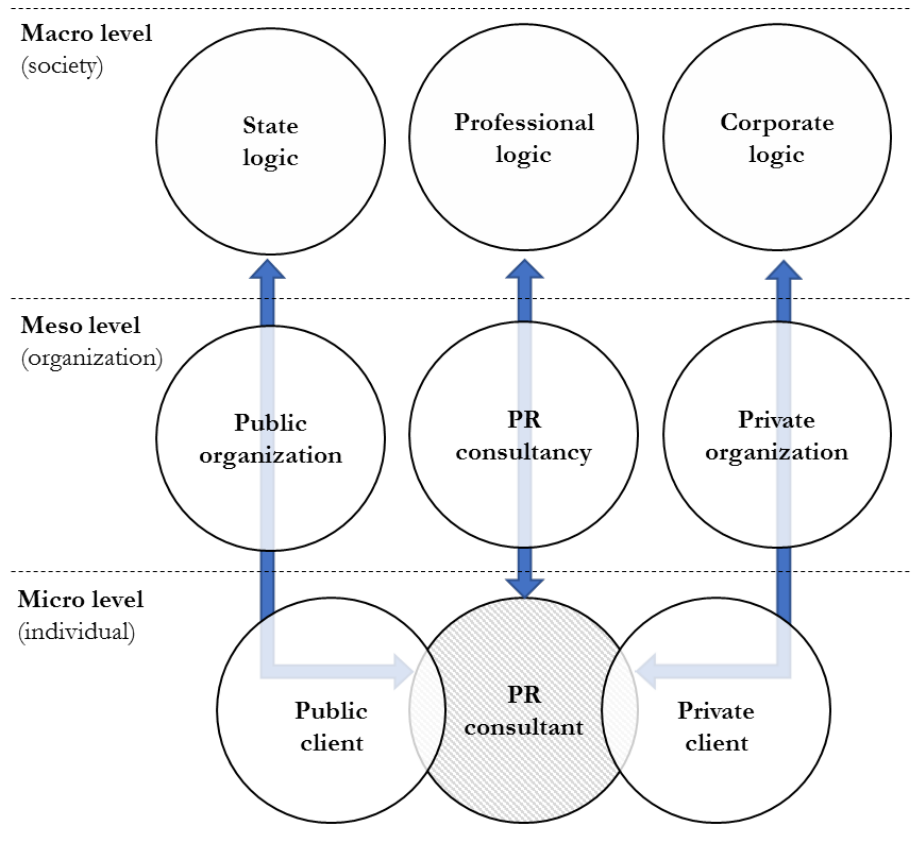 Macro level
(society)
State
logic
Professional
logic
Corporate
logic
Meso level
(organization)
Public
organization
PR
consultancy
Private
organization
Micro level
(individual)
Public
client
PR
consultant
Private
client